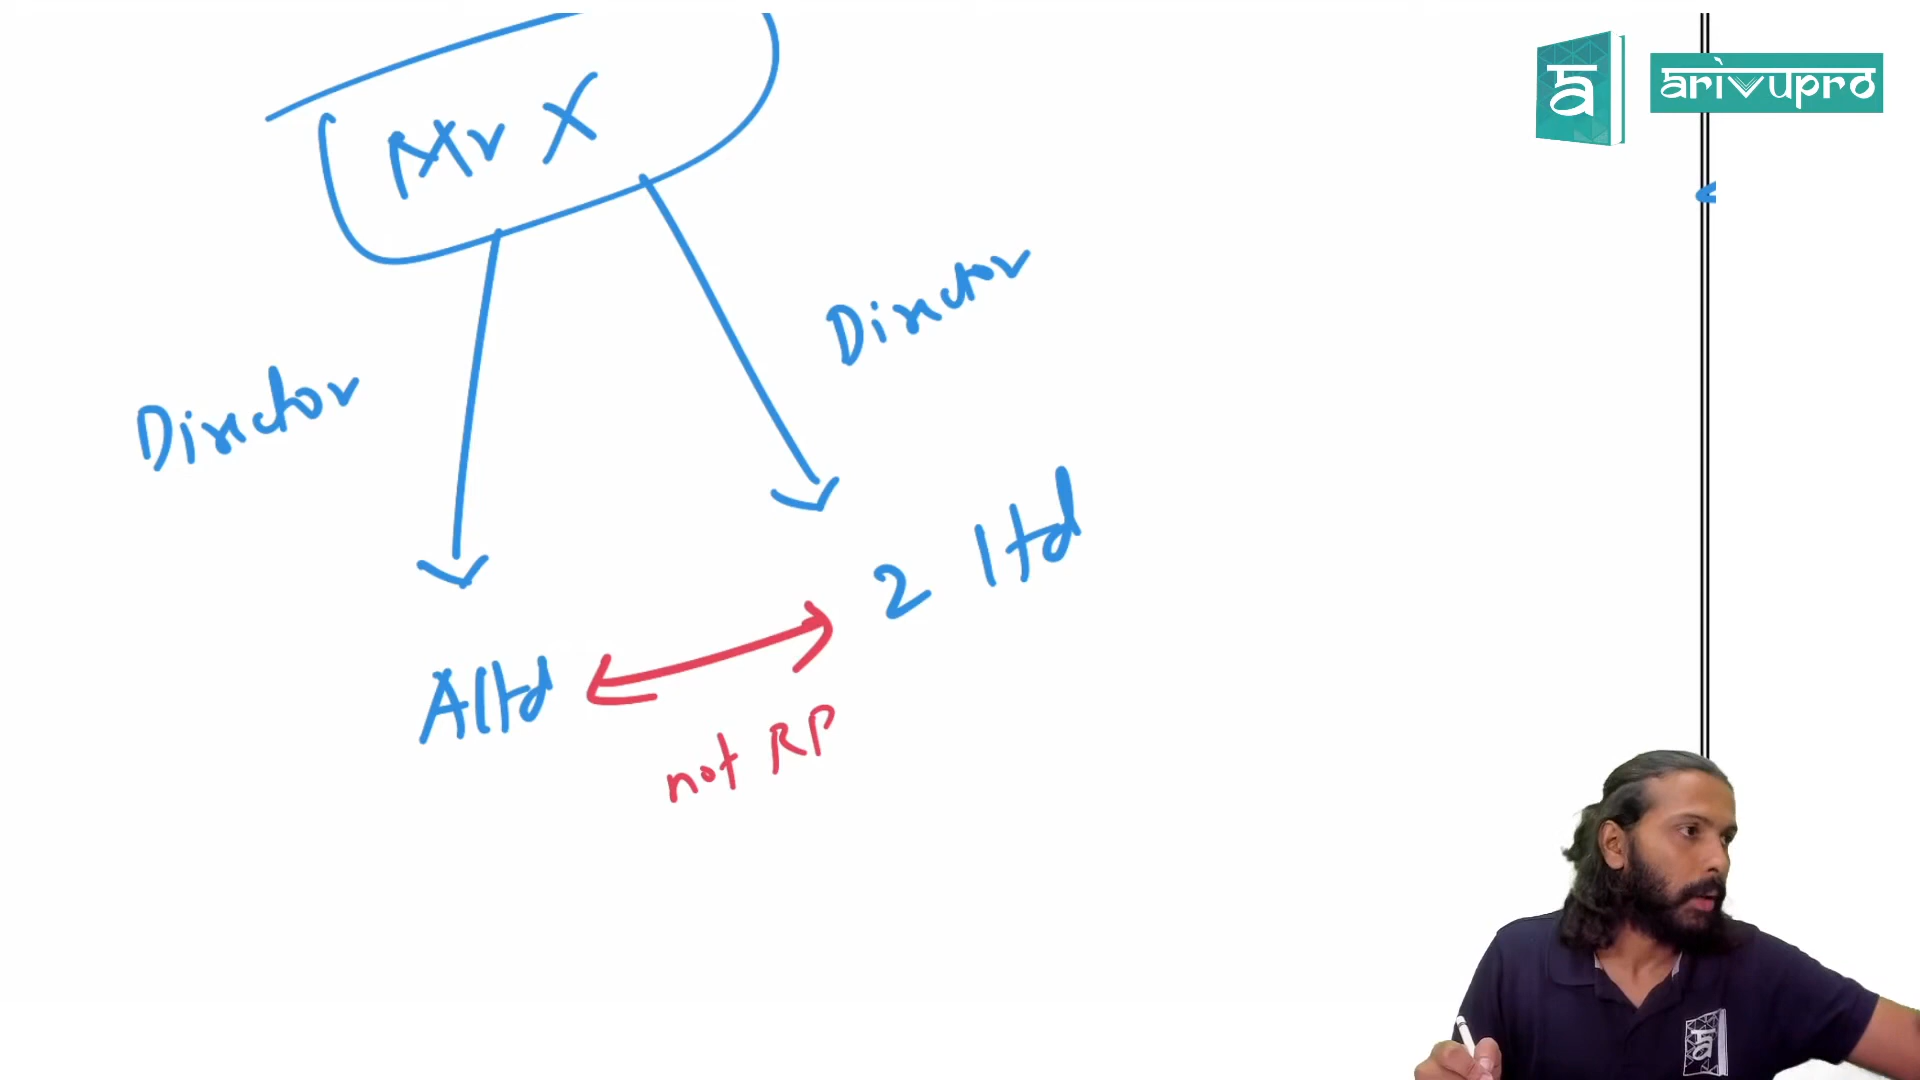 arivupro
Mr X
Director
Director
2 ltd
A ltd
not RP